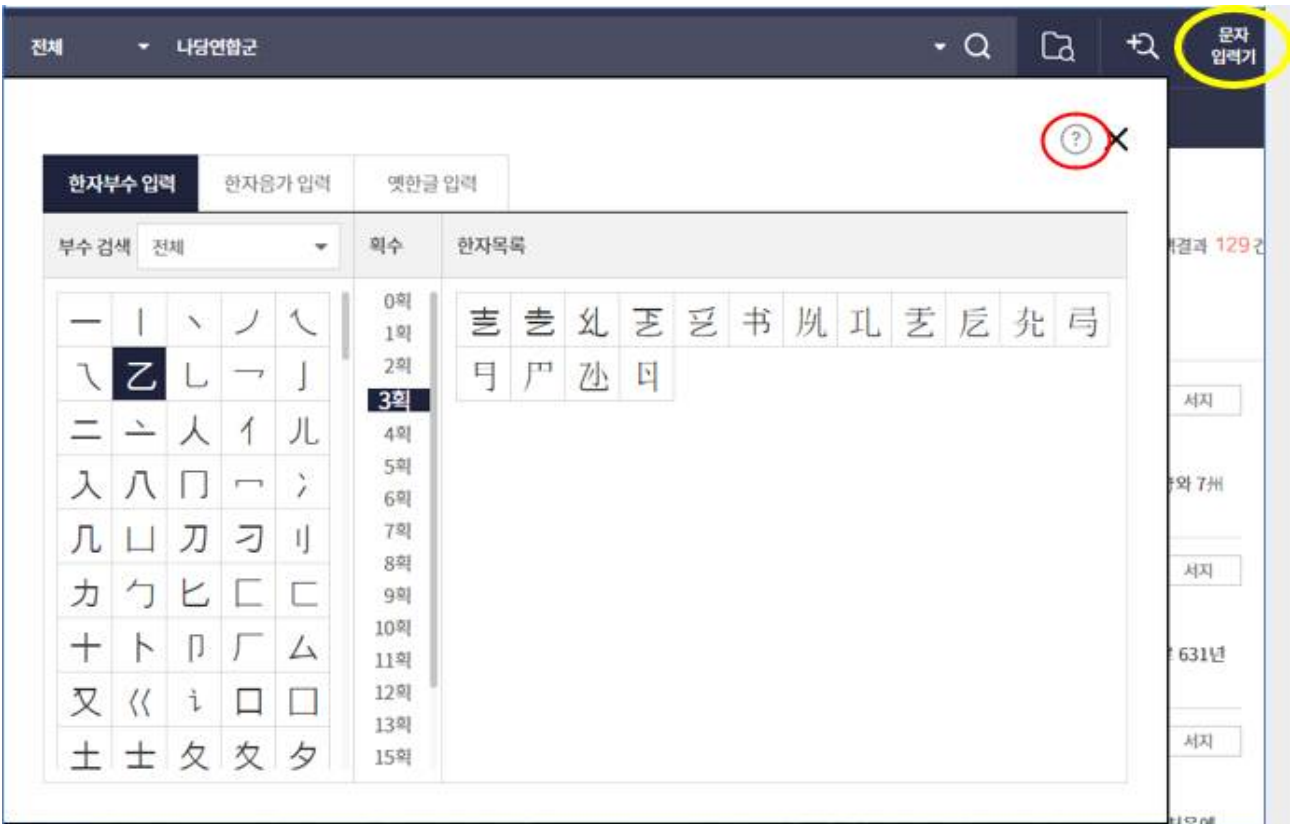 전체 나당연합군 문자
입력기
?
한자부수 입력 한자음가 입력 옛한글 입력
부수 검색 전체 획수 한자목록
결과 129건
一 丨 丶 丿 乀
乁 乙 乚 乛 亅
二 亠 人 亻 儿
入 八 冂 冖 冫
几 凵 刀 刁 刂
力 勹 匕 匚 匸
十 卜 卩 厂 厶
又 巜 讠 口 囗
土 士 夂 夊 夕
0획
1획
2획
3획
4획
5획
6획
7획
8획
9획
10획
11획
12획
13획
15획
书
서지
와 7州
서지
631년
서지